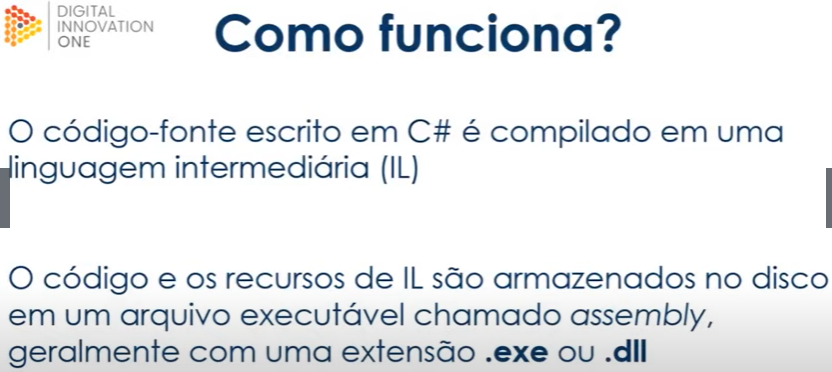 DIGITAL
INNOVATION
ONE
Como funciona?
O código-fonte escrito em C# é compilado em uma
linguagem intermediária (IL)
O código e os recursos de IL são armazenados no disco
em um arquivo executável chamado assembly,
geralmente com uma extensão .exe ou .dll